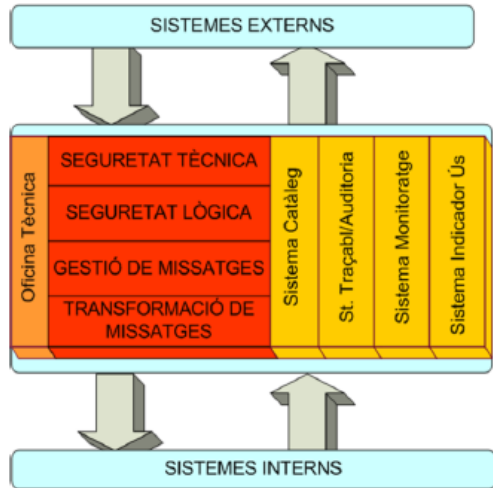 SISTEMES EXTERNS
Oficina Tècnica
SEGURETAT TÈCNICA
SEGURETAT LÒGICA
GESTIÓ DE MISSATGES
TRANSFORMACIÓ DE
MISSATGES
Sistema Catàleg
St. Traçabl/Auditoria
Sistema Monitoratge
Sistema Indicador Ús
SISTEMES INTERNS